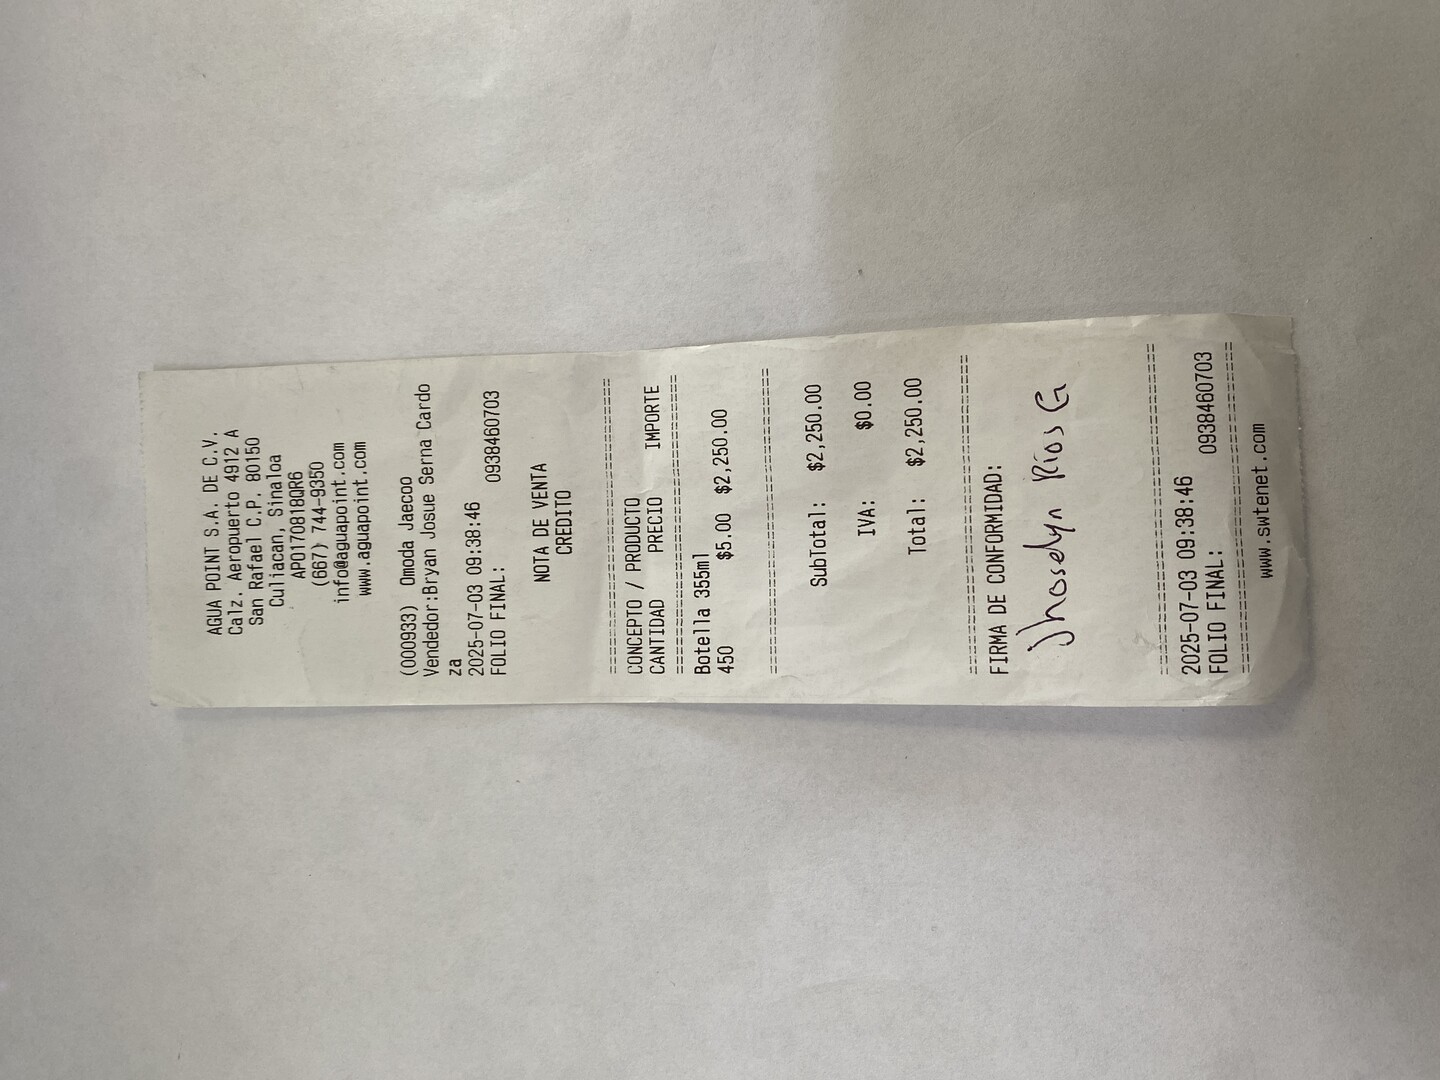 AGUA POINT S.A. DE C.V.
Calz. Aeropuerto 4912 A
San Rafael C.P. 80150
Culiacan, Sinaloa
APO170818QR6
(667) 744-9350
info@aguapoint.com
www.aguapoint.com
(000933) Omoda Jaecoo
Vendedor:Bryan Josue Serna Cardo
za
2025-07-03 09:38:46
FOLIO FINAL: 0938460703
NOTA DE VENTA
CREDITO
================================
CONCEPTO / PRODUCTO
CANTIDAD PRECIO IMPORTE
================================
Botella 355ml
450 $5.00 $2,250.00
================================
SubTotal: $2,250.00
IVA: $0.00
Total: $2,250.00
================================
FIRMA DE CONFORMIDAD:
Jhoselyn Rios G
================================
2025-07-03 09:38:46
FOLIO FINAL: 0938460703
================================
www.swtenet.com